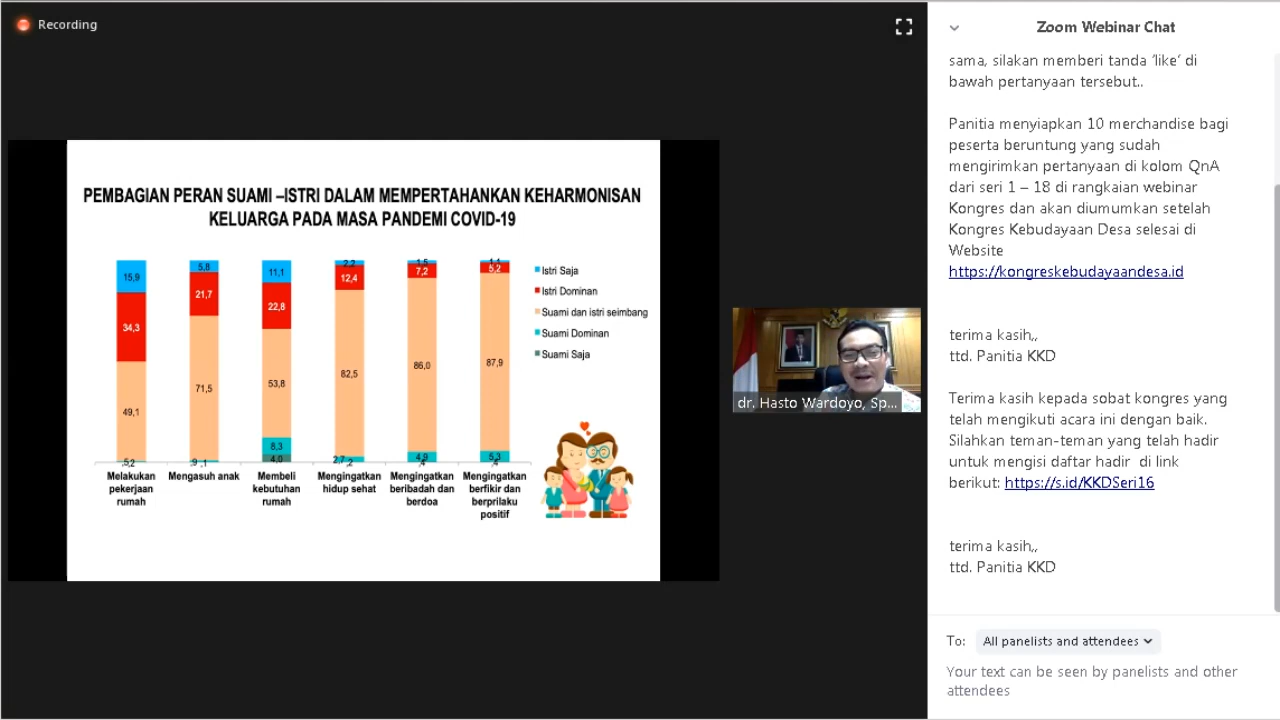 Recording
PEMBAGIAN PERAN SUAMI –ISTRI DALAM MEMPERTAHANKAN KEHARMONISAN
KELUARGA PADA MASA PANDEMI COVID-19
15,9
34,3
49,1
5,8
21,7
71,5
11,1
22,8
53,8
8,3
4,0
2,2
12,4
82,5
2,7
1,5
7,2
86,0
4,9
1,4
5,2
87,9
5,3
Melakukan
pekerjaan
rumah
Mengasuh anak
Membeli
kebutuhan
rumah
Mengingatkan
hidup sehat
Mengingatkan
beribadah dan
berdoa
Mengingatkan
berfikir dan
berprilaku
positif
Istri Saja
Istri Dominan
Suami dan istri seimbang
Suami Dominan
Suami Saja
dr. Hasto Wardoyo, Sp...
Zoom Webinar Chat
sama, silakan memberi tanda ‘like’ di
bawah pertanyaan tersebut..
Panitia menyiapkan 10 merchandise bagi
peserta beruntung yang sudah
mengirimkan pertanyaan di kolom QnA
dari seri 1 – 18 di rangkaian webinar
Kongres dan akan diumumkan setelah
Kongres Kebudayaan Desa selesai di
Website
https://kongreskebudayaandesa.id
terima kasih,,
ttd. Panitia KKD
Terima kasih kepada sobat kongres yang
telah mengikuti acara ini dengan baik.
Silahkan teman-teman yang telah hadir
untuk mengisi daftar hadir di link
berikut: https://s.id/KKDSeri16
terima kasih,,
ttd. Panitia KKD
To: All panelists and attendees
Your text can be seen by panelists and other
attendees